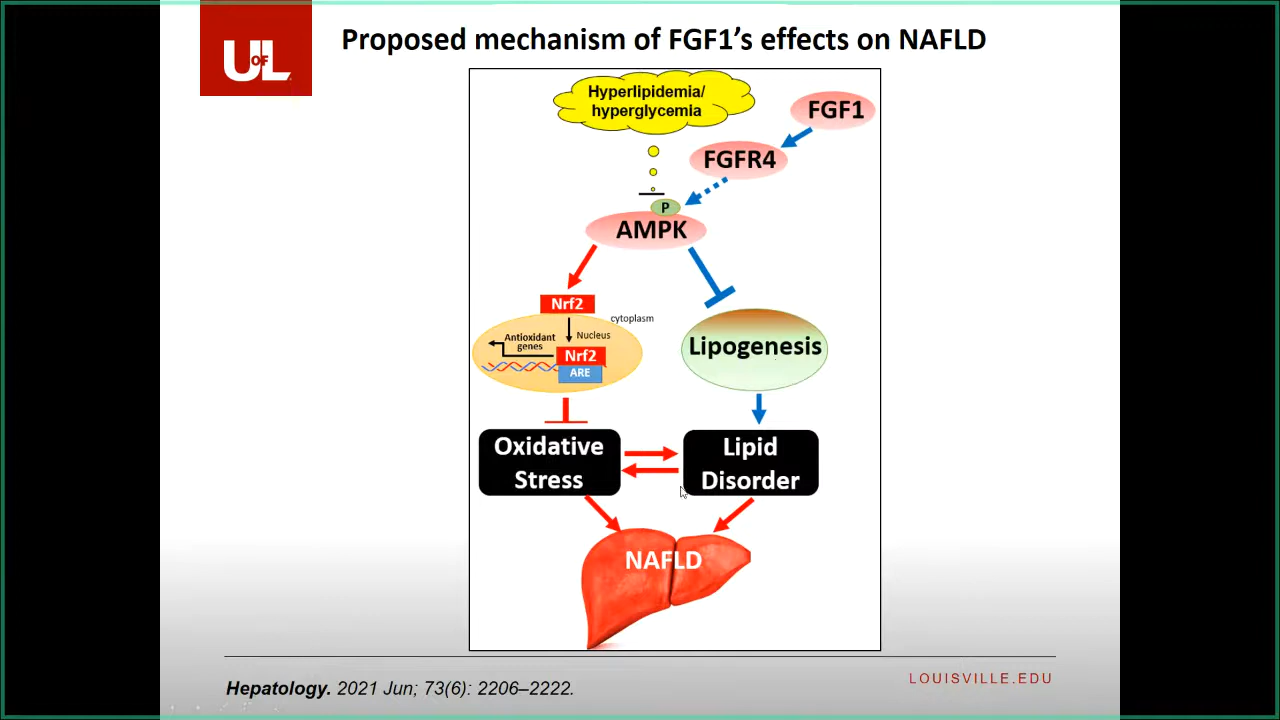 U OF L
Proposed mechanism of FGF1's effects on NAFLD
Hyperlipidemia/
hyperglycemia
FGF1
FGFR4
P
AMPK
Nrf2
cytoplasm
Nucleus
Antioxidant
genes
Nrf2
ARE
Lipogenesis
Oxidative
Stress
Lipid
Disorder
NAFLD
Hepatology. 2021 Jun; 73(6): 2206–2222.
LOUISVILLE.EDU